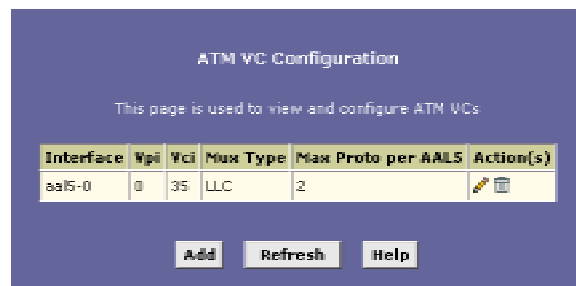 ATM VC Configuration
This page is used to view and configure ATM VCs
Interface Vpi Vci Mux Type Max Proto per AAL5 Action(s)
aal5-0 0 35 LLC 2
Add Refresh Help